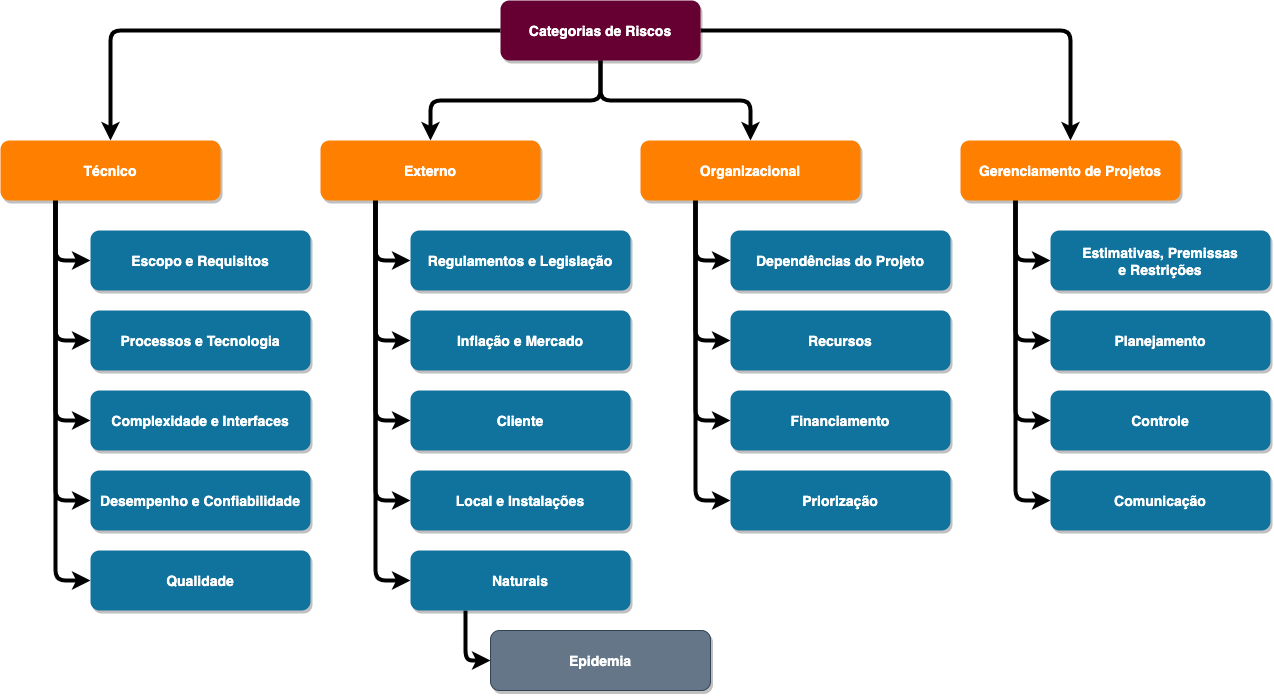 Categorias de Riscos
Técnico
Externo
Organizacional
Gerenciamento de Projetos
Escopo e Requisitos
Regulamentos e Legislação
Dependências do Projeto
Estimativas, Premissas
e Restrições
Processos e Tecnologia
Inflação e Mercado
Recursos
Planejamento
Complexidade e Interfaces
Cliente
Financiamento
Controle
Desempenho e Confiabilidade
Local e Instalações
Priorização
Comunicação
Qualidade
Naturais
Epidemia